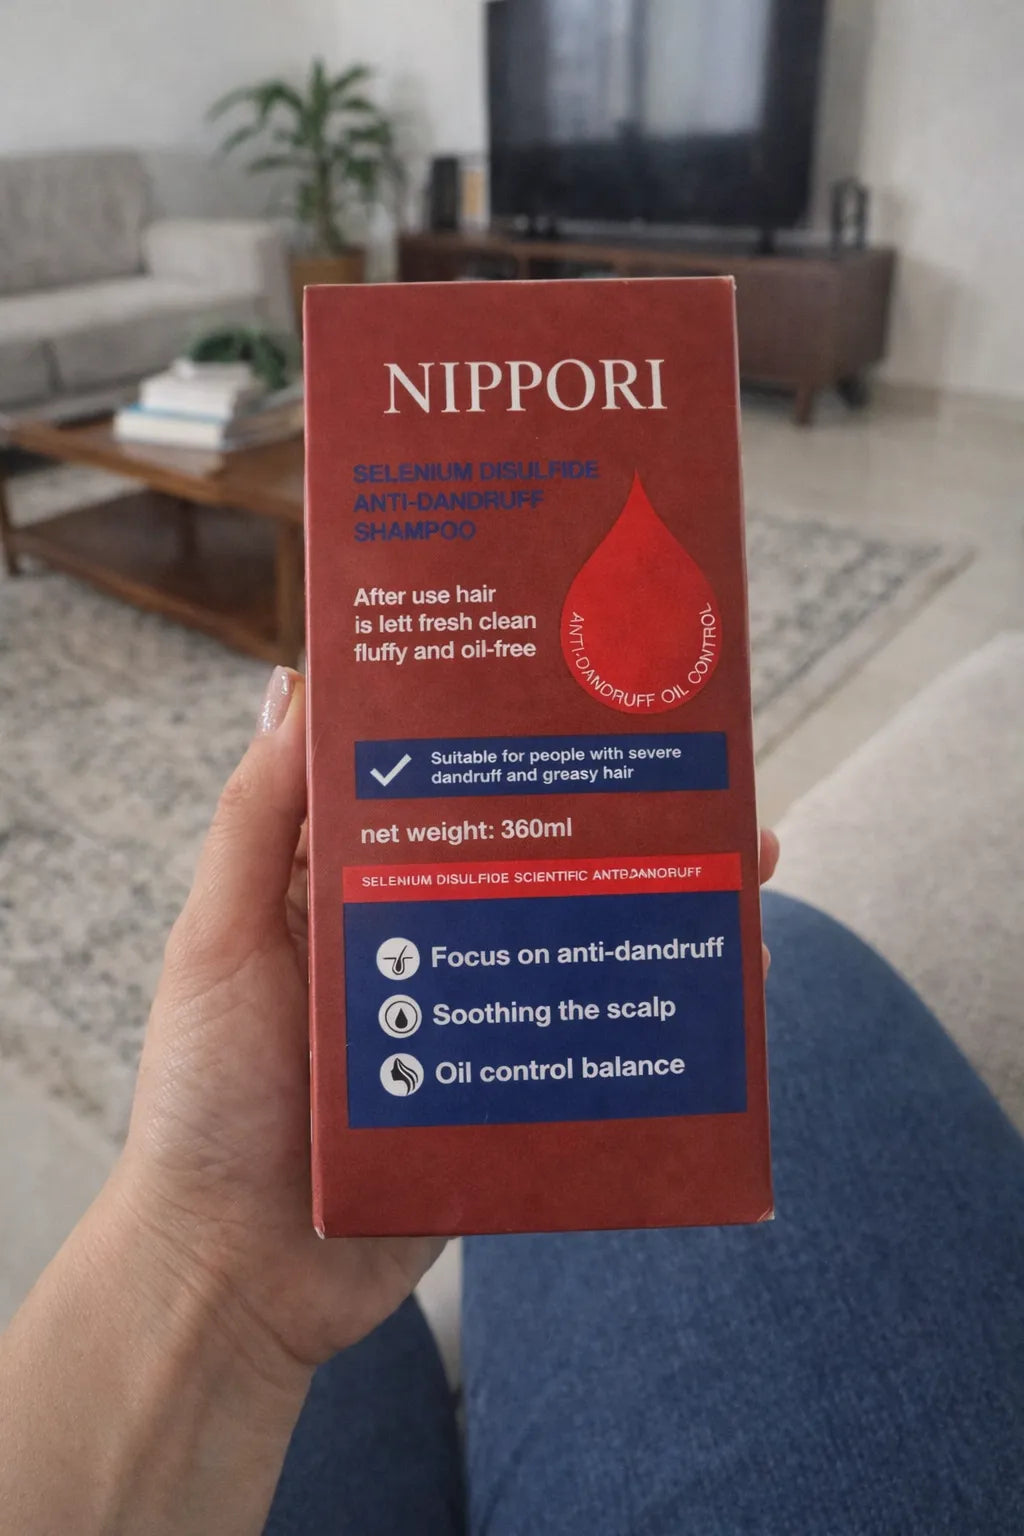 NIPPORI
SELENIUM DISULFIDE
ANTI-DANDRUFF
SHAMPOO
After use hair
is lett fresh clean
fluffy and oil-free
ANTI-DANDRUFF OIL CONTROL
Suitable for people with severe
dandruff and greasy hair
net weight: 360ml
SELENIUM DISULFIDE SCIENTIFIC
Focus on anti-dandruff
Soothing the scalp
Oil control balance